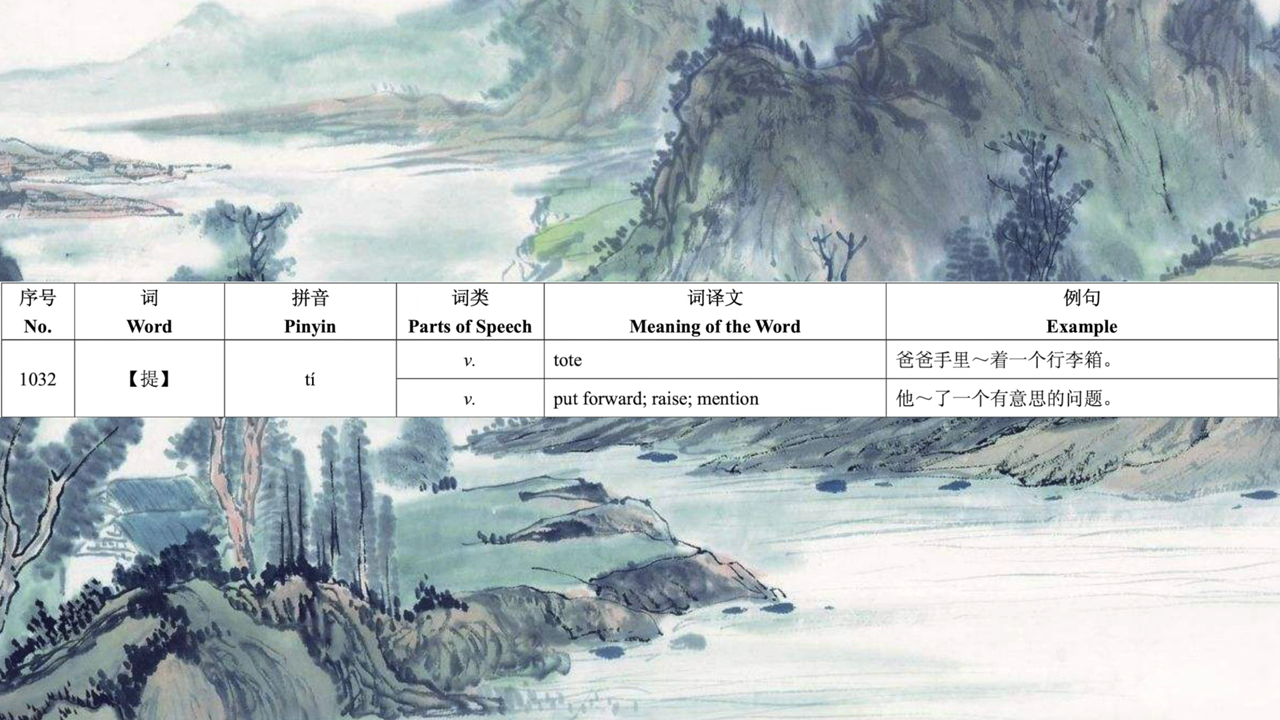 序号 词 拼音 词类 词译文 例句
No. Word Pinyin Parts of Speech Meaning of the Word Example
1032 【提】 tí v. tote 爸爸手里～着一个行李箱。
v. put forward; raise; mention 他～了一个有意思的问题。